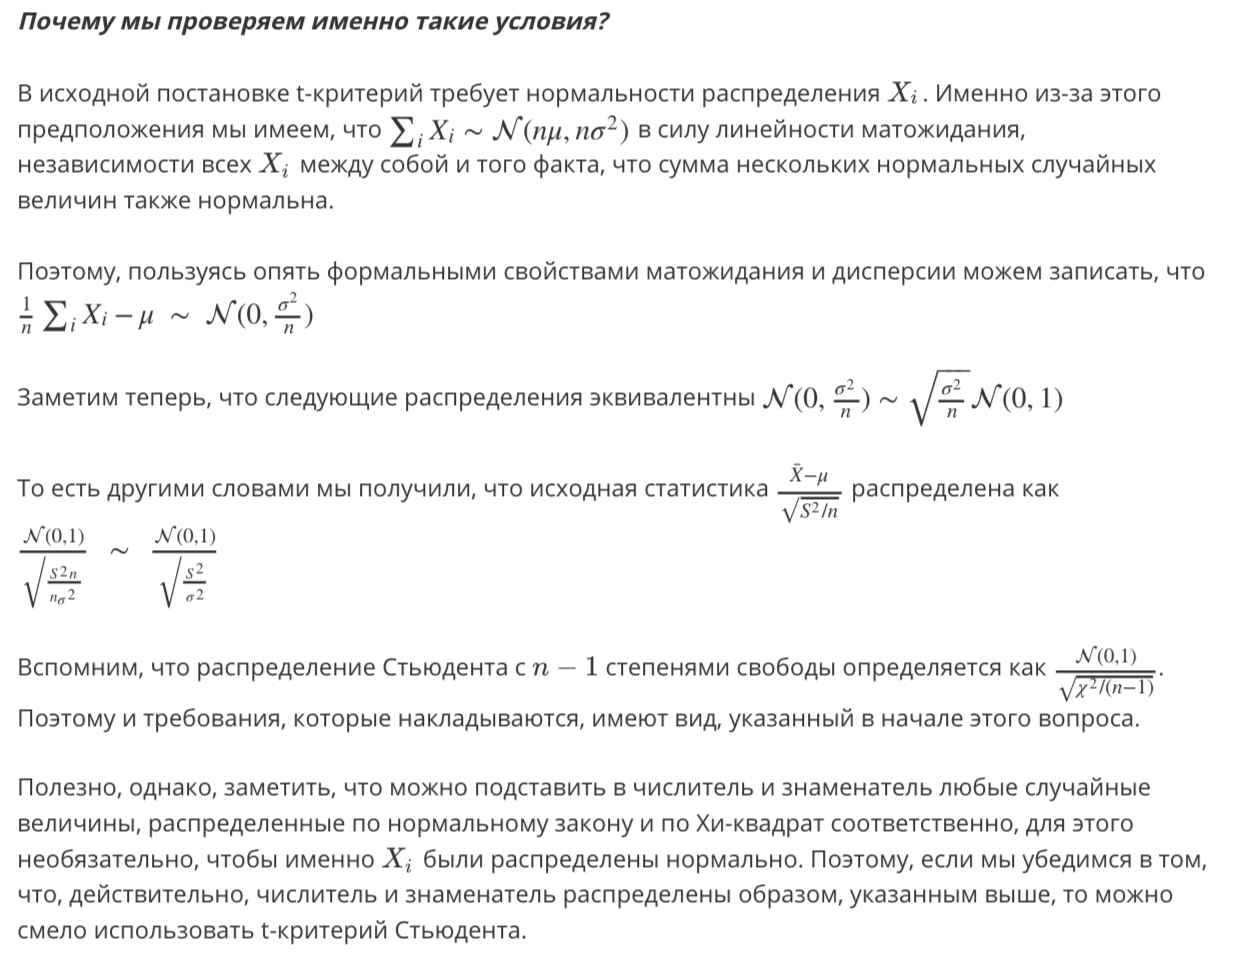 Почему мы проверяем именно такие условия?
В исходной постановке t-критерий требует нормальности распределения $X_i$. Именно из-за этого
предположения мы имеем, что $\sum_i X_i \sim \mathcal{N}(n\mu, n\sigma^2)$ в силу линейности матожидания,
независимости всех $X_i$ между собой и того факта, что сумма нескольких нормальных случайных
величин также нормальна.
Поэтому, пользуясь опять формальными свойствами матожидания и дисперсии можем записать, что
$\frac{1}{n} \sum_i X_i - \mu \sim \mathcal{N}(0, \frac{\sigma^2}{n})$
Заметим теперь, что следующие распределения эквивалентны $\mathcal{N}(0, \frac{\sigma^2}{n}) \sim \sqrt{\frac{\sigma^2}{n}} \mathcal{N}(0, 1)$
То есть другими словами мы получили, что исходная статистика $\frac{\bar{X}-\mu}{\sqrt{S^2/n}}$ распределена как
$\frac{\mathcal{N}(0,1)}{\sqrt{\frac{S^2 n}{n\sigma^2}}} \sim \frac{\mathcal{N}(0,1)}{\sqrt{\frac{S^2}{\sigma^2}}}$
Вспомним, что распределение Стьюдента с $n - 1$ степенями свободы определяется как $\frac{\mathcal{N}(0,1)}{\sqrt{\chi^2/(n-1)}}$.
Поэтому и требования, которые накладываются, имеют вид, указанный в начале этого вопроса.
Полезно, однако, заметить, что можно подставить в числитель и знаменатель любые случайные
величины, распределенные по нормальному закону и по Хи-квадрат соответственно, для этого
необязательно, чтобы именно $X_i$ были распределены нормально. Поэтому, если мы убедимся в том,
что, действительно, числитель и знаменатель распределены образом, указанным выше, то можно
смело использовать t-критерий Стьюдента.